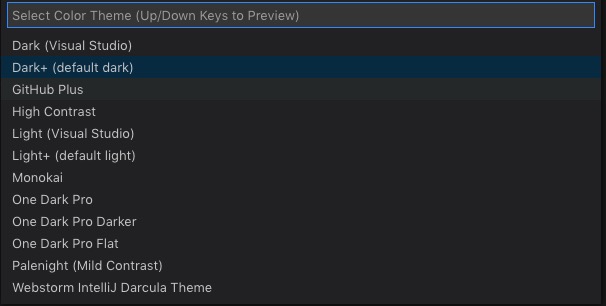 Select Color Theme (Up/Down Keys to Preview)
Dark (Visual Studio)
Dark+ (default dark)
GitHub Plus
High Contrast
Light (Visual Studio)
Light+ (default light)
Monokai
One Dark Pro
One Dark Pro Darker
One Dark Pro Flat
Palenight (Mild Contrast)
Webstorm IntelliJ Darcula Theme